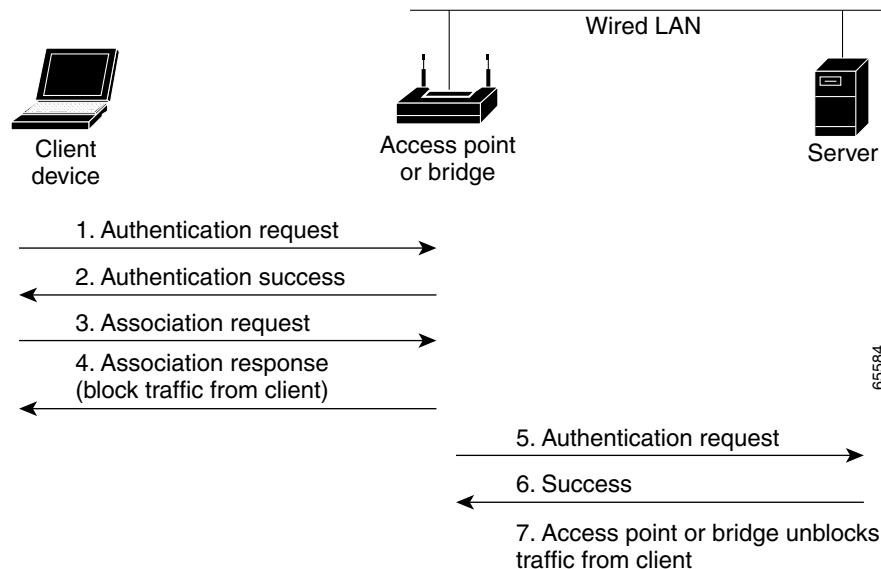 Wired LAN
Client
device
Access point
or bridge
Server
1. Authentication request
2. Authentication success
3. Association request
4. Association response
(block traffic from client)
65584
5. Authentication request
6. Success
7. Access point or bridge unblocks
traffic from client